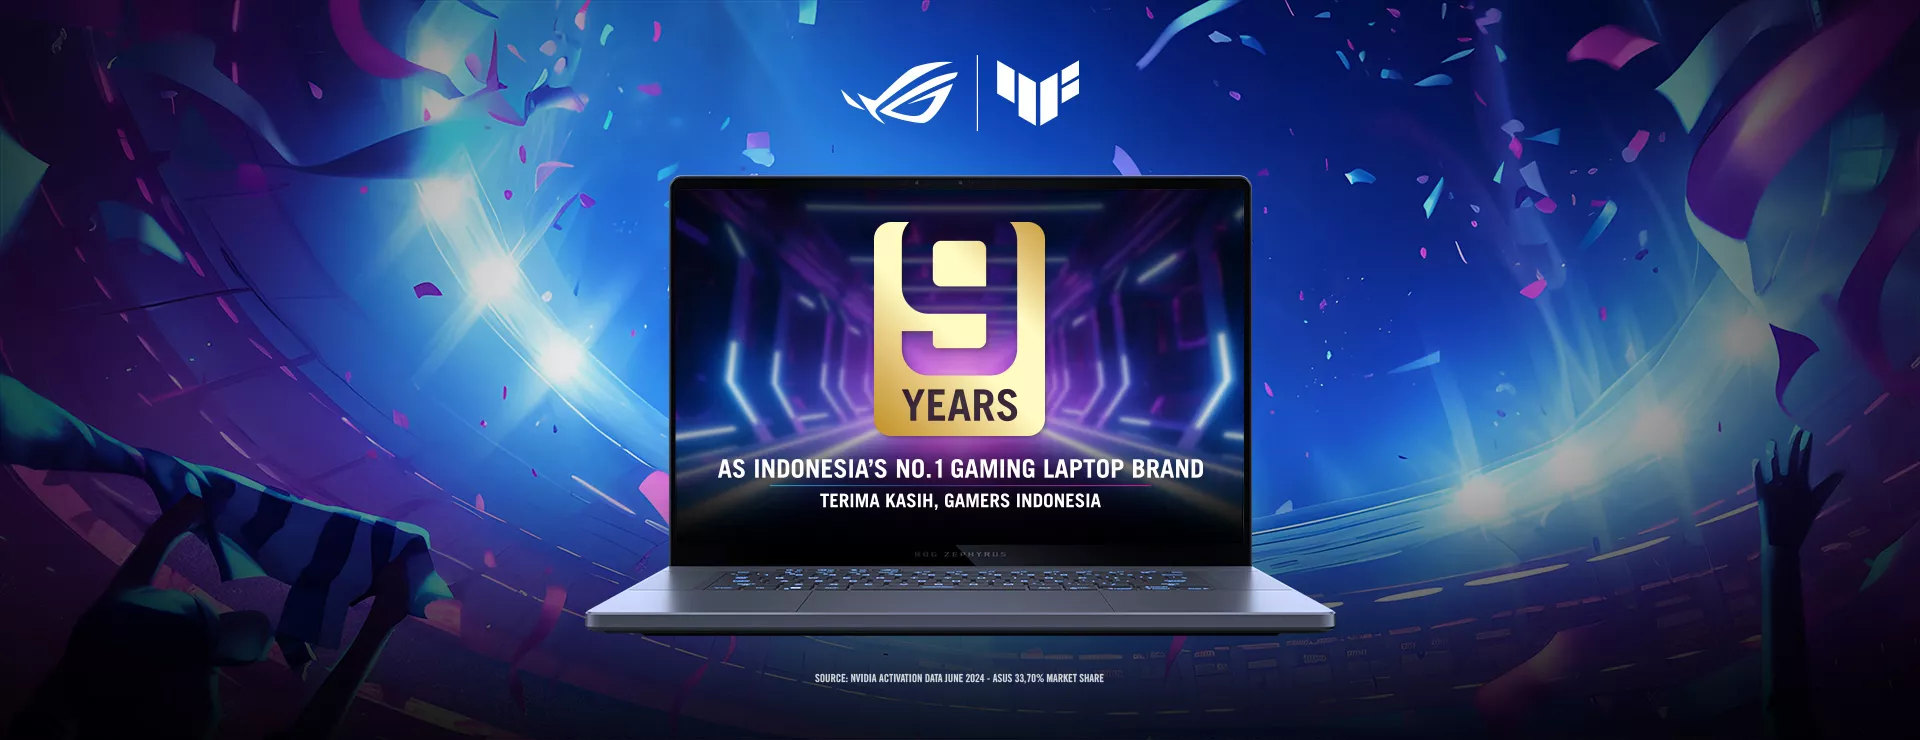 9
YEARS
AS INDONESIA'S NO.1 GAMING LAPTOP BRAND
TERIMA KASIH, GAMERS INDONESIA
ROG ZEPHYRUS
SOURCE: NVIDIA ACTIVATION DATA JUNE 2024 - ASUS 33,70% MARKET SHARE